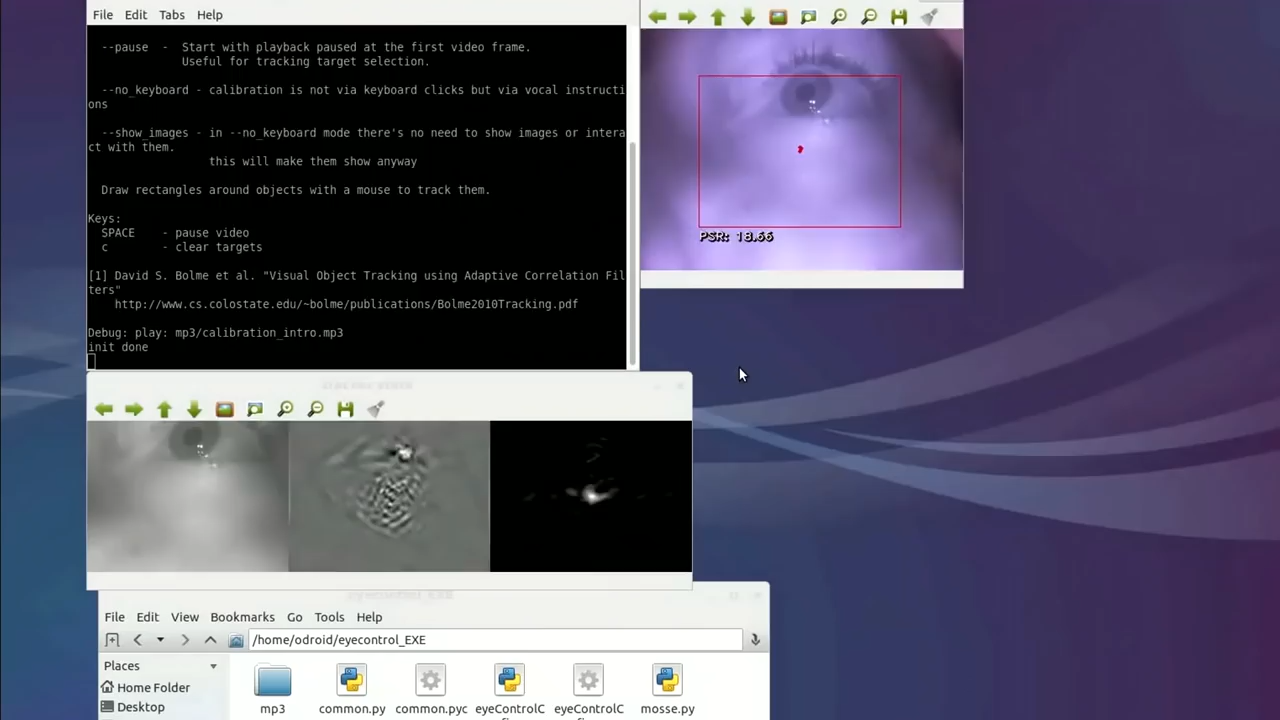 File Edit Tabs Help
--pause  -  Start with playback paused at the first video frame.
Useful for tracking target selection.
--no_keyboard - calibration is not via keyboard clicks but via vocal instructi
ons
--show_images - in --no_keyboard mode there's no need to show images or intera
ct with them.
this will make them show anyway
Draw rectangles around objects with a mouse to track them.
Keys:
SPACE    - pause video
c        - clear targets
[1] David S. Bolme et al. "Visual Object Tracking using Adaptive Correlation Fil
ters"
http://www.cs.colostate.edu/~bolme/publications/Bolme2010Tracking.pdf
Debug: play: mp3/calibration_intro.mp3
init done
PSR: 18.66
eyecontrol_EXE
File Edit View Bookmarks Go Tools Help
/home/odroid/eyecontrol_EXE
Places
Home Folder
Desktop
mp3
common.py
common.pyc
eyeControlC
eyeControlC
mosse.py